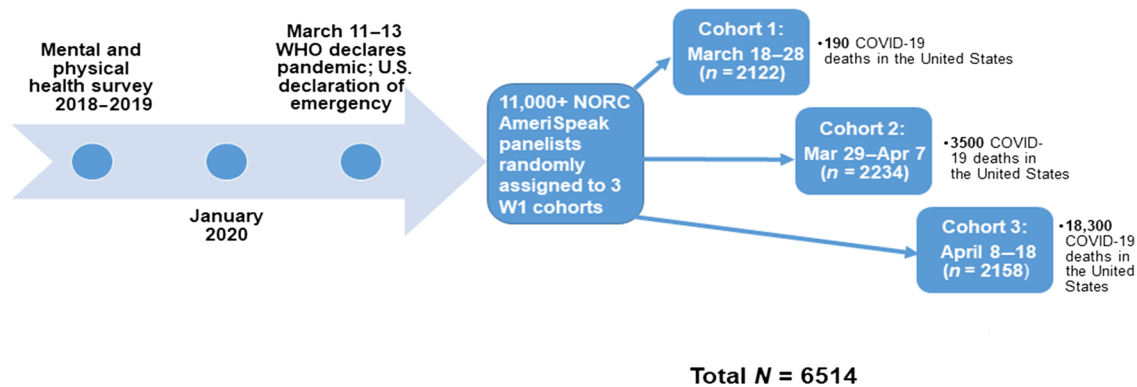 Mental and
physical
health survey
2018–2019
January
2020
March 11–13
WHO declares
pandemic; U.S.
declaration of
emergency
11,000+ NORC
AmeriSpeak
panelists
randomly
assigned to 3
W1 cohorts
Cohort 1:
March 18–28
(n = 2122)
•190 COVID-19
deaths in the United States
Cohort 2:
Mar 29–Apr 7
(n = 2234)
•3500 COVID-
19 deaths in
the United States
Cohort 3:
April 8–18
(n = 2158)
•18,300
COVID-19
deaths in
the United
States
Total N = 6514